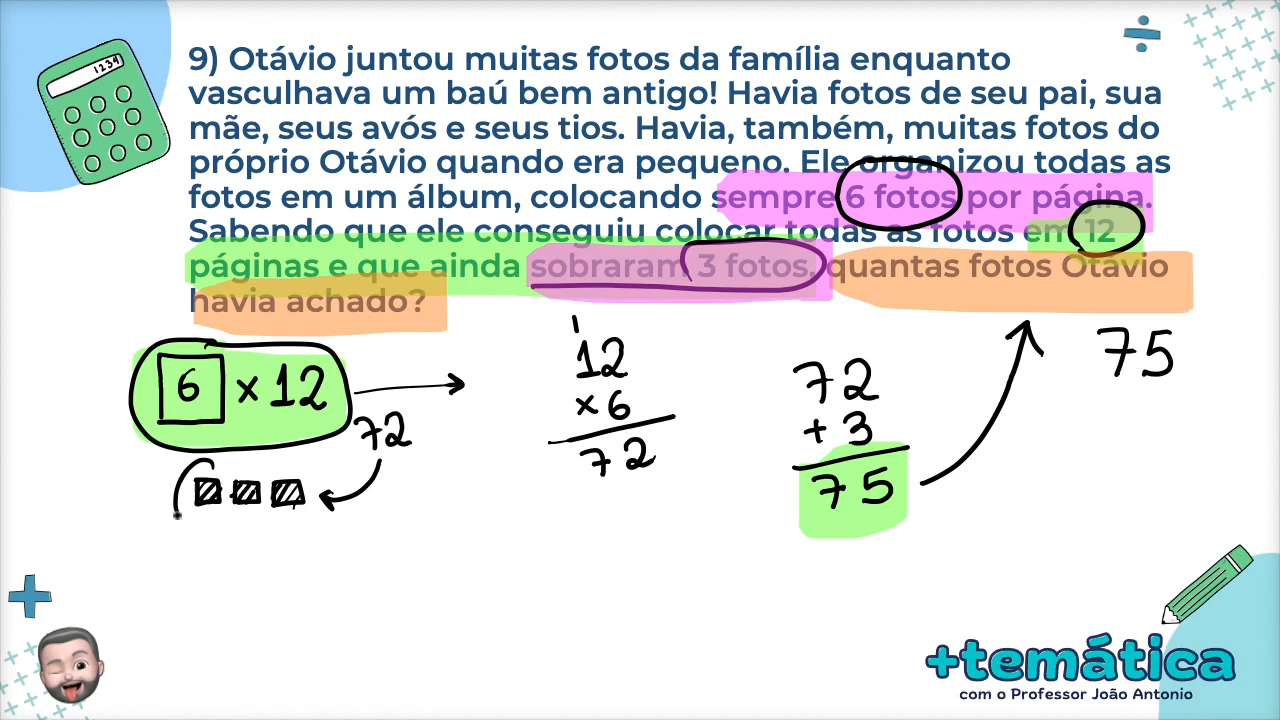 1234
9) Otávio juntou muitas fotos da família enquanto
vasculhava um baú bem antigo! Havia fotos de seu pai, sua
mãe, seus avós e seus tios. Havia, também, muitas fotos do
próprio Otávio quando era pequeno. Ele organizou todas as
fotos em um álbum, colocando sempre 6 fotos por página.
Sabendo que ele conseguiu colocar todas as fotos em 12
páginas e que ainda sobraram 3 fotos, quantas fotos Otávio
havia achado?
6 × 12
72
1
12
× 6
72
72
+ 3
75
75
+temática
com o Professor João Antonio